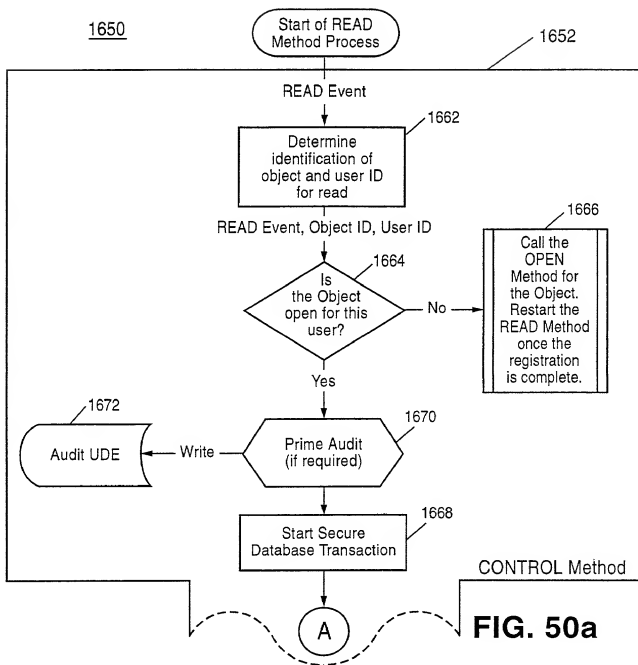 1650
Start of READ
Method Process
1652
READ Event
1662
Determine
identification of
object and user ID
for read
READ Event, Object ID, User ID
1664
Is
the Object
open for this
user?
No
1666
Call the
OPEN
Method for
the Object.
Restart the
READ Method
once the
registration
is complete.
Yes
1672
Audit UDE
Write
1670
Prime Audit
(if required)
1668
Start Secure
Database Transaction
CONTROL Method
A
FIG. 50a